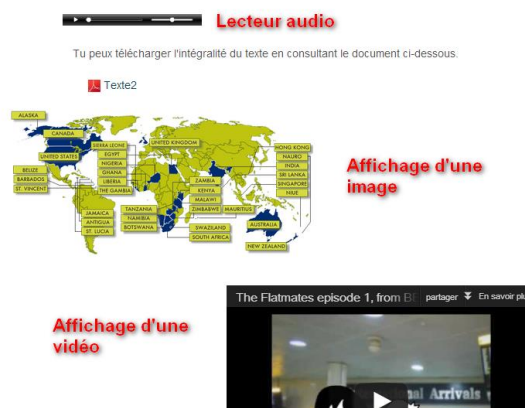 Lecteur audio
Tu peux télécharger l'intégralité du texte en consultant le document ci-dessous.
Texte2
ALASKA
CANADA
UNITED STATES
SIERRA LEONE
EGYPT
NIGERIA
GHANA
LIBERIA
THE GAMBIA
UNITED KINGDOM
HONG KONG
NAURO
INDIA
SRI LANKA
SINGAPORE
NIUE
BELIZE
BARBADOS
ST. VINCENT
ZAMBIA
KENYA
MALAWI
ZIMBABWE
MAURITIUS
JAMAICA
ANTIGUA
ST. LUCIA
TANZANIA
NAMIBIA
BOTSWANA
SWAZILAND
SOUTH AFRICA
AUSTRALIA
NEW ZEALAND
Affichage d'une
image
Affichage d'une
vidéo
The Flatmates episode 1, from
partager
En savoir plu
Arrivals